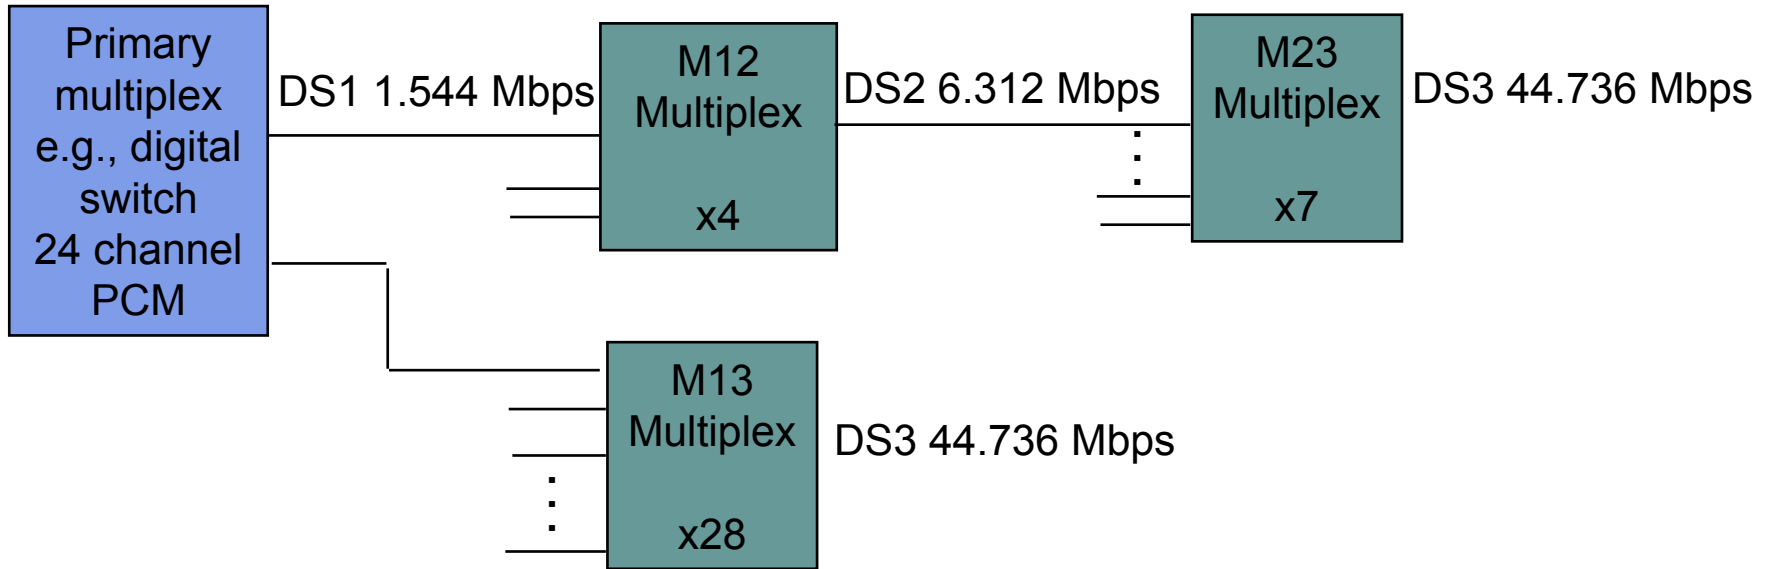 Primary
multiplex
e.g., digital
switch
24 channel
PCM
DS1 1.544 Mbps
M12
Multiplex
x4
DS2 6.312 Mbps
M23
Multiplex
x7
DS3 44.736 Mbps
M13
Multiplex
x28
DS3 44.736 Mbps